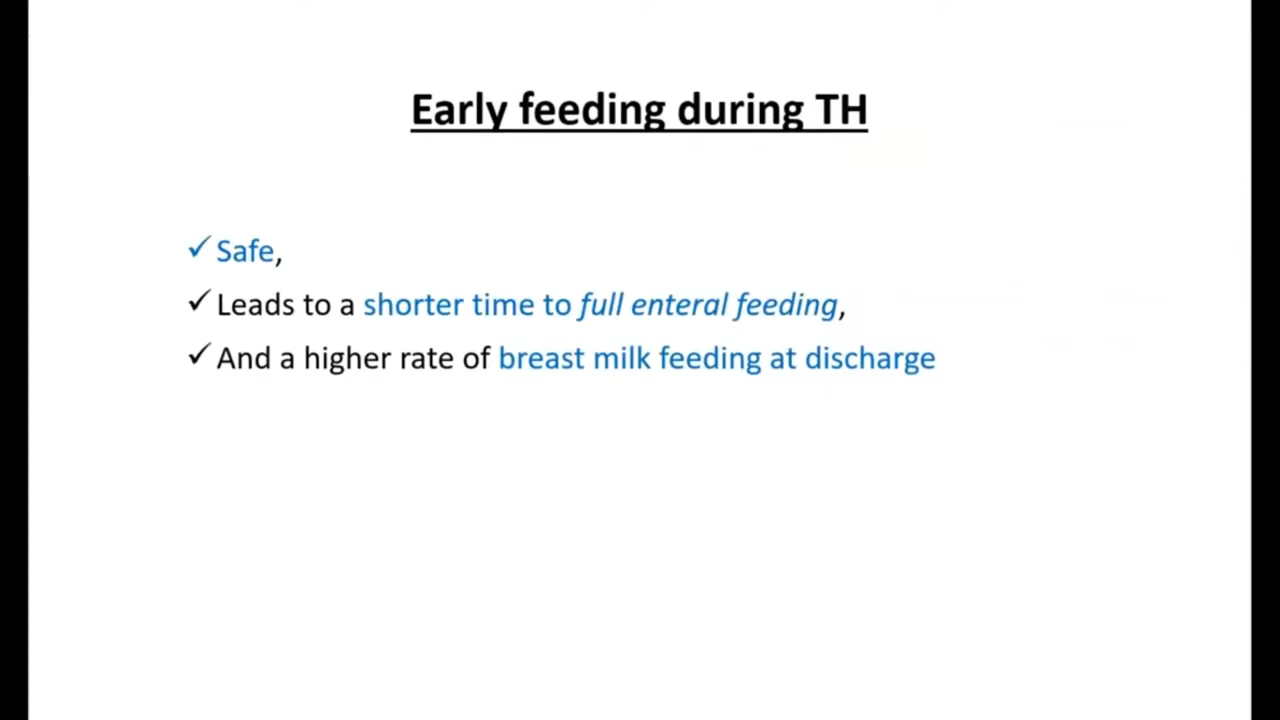 Early feeding during TH
✓ Safe,
✓ Leads to a shorter time to full enteral feeding,
✓ And a higher rate of breast milk feeding at discharge